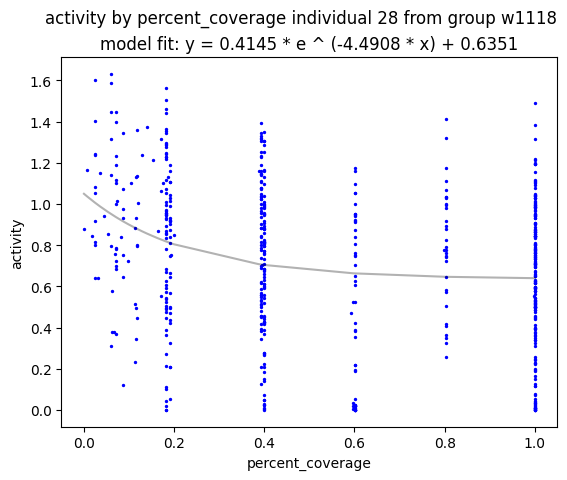 activity by percent_coverage individual 28 from group w1118
model fit: y = 0.4145 * e ^ (-4.4908 * x) + 0.6351
1.6
1.4
1.2
1.0
0.8
0.6
0.4
0.2
0.0
activity
0.0 0.2 0.4 0.6 0.8 1.0
percent_coverage